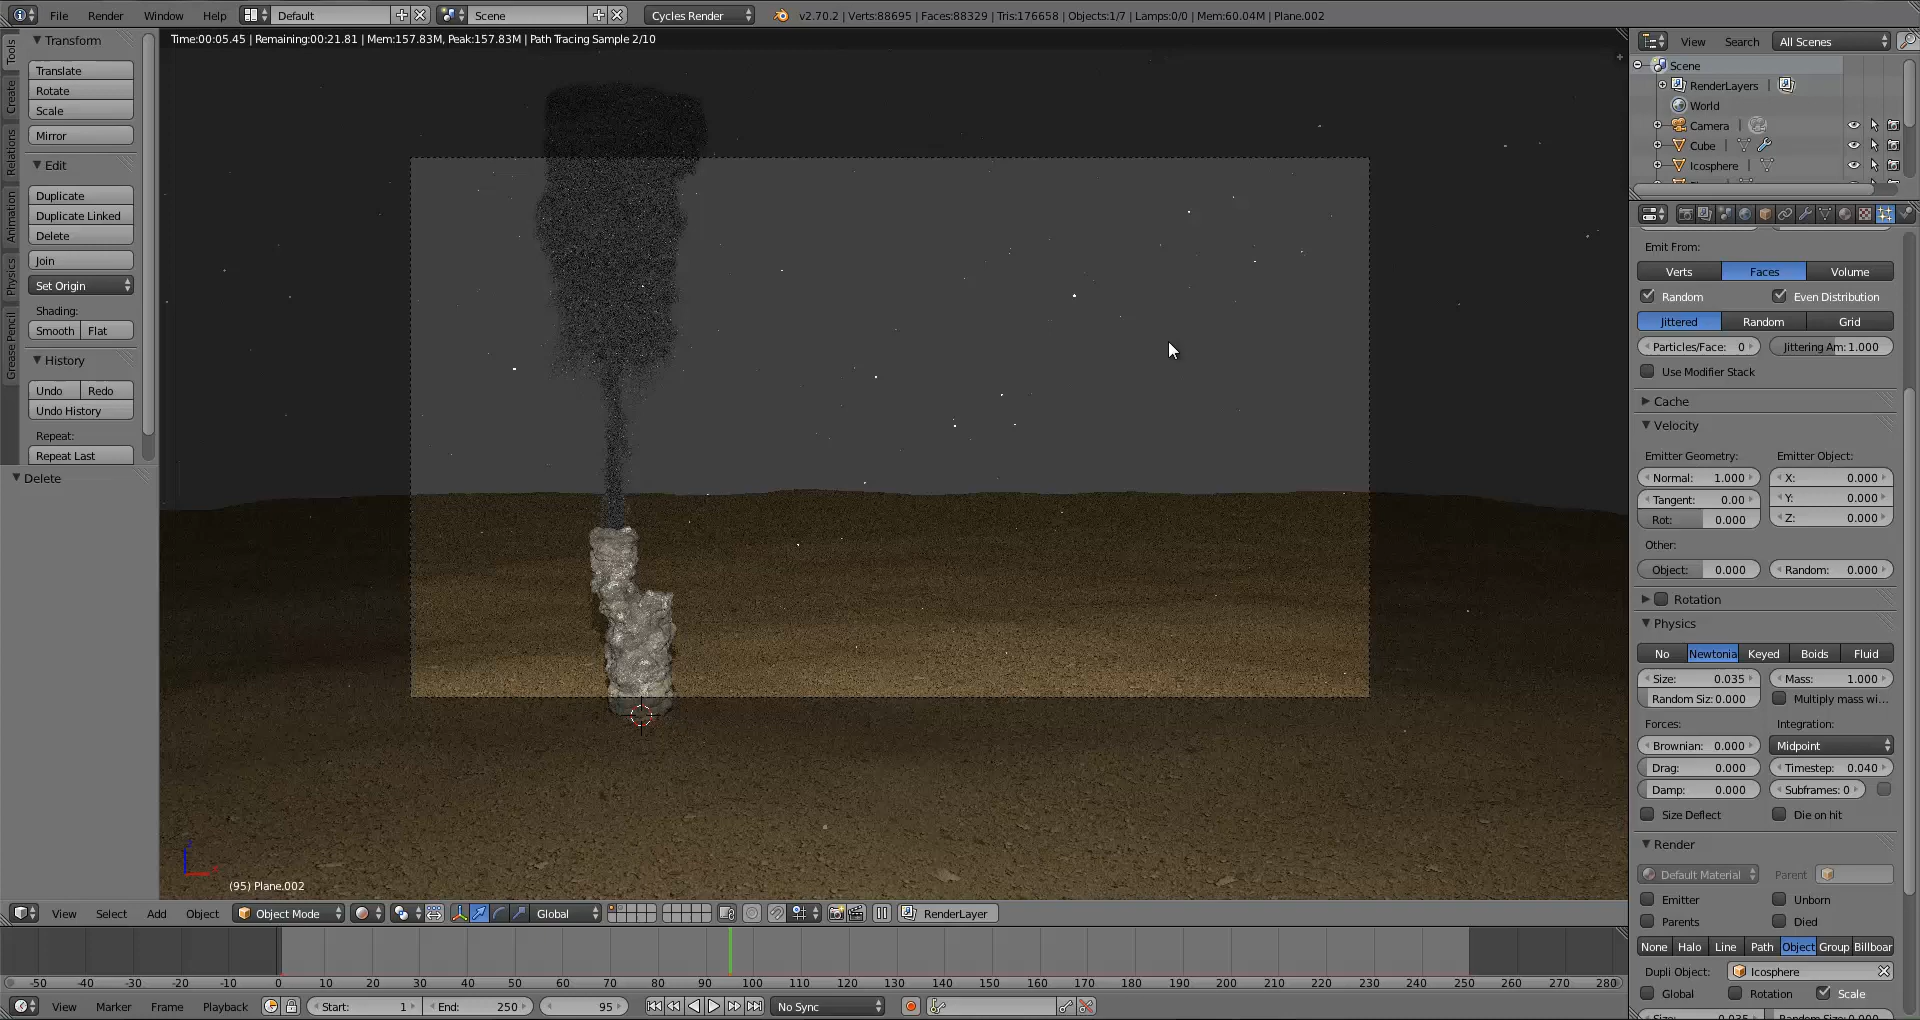 File Render Window Help Default Scene Cycles Render v2.70.2 | Verts:88695 | Faces:88329 | Tris:176658 | Objects:1/7 | Lamps:0/0 | Mem:60.04M | Plane.002
Time:00:05.45 | Remaining:00:21.81 | Mem:157.83M, Peak:157.83M | Path Tracing Sample 2/10
Tools
Create
Relations
Animation
Physics
Grease Pencil
Transform
Translate
Rotate
Scale
Mirror
Edit
Duplicate
Duplicate Linked
Delete
Join
Set Origin
Shading:
Smooth Flat
History
Undo Redo
Undo History
Repeat:
Repeat Last
Delete
(95) Plane.002
View Search All Scenes
Scene
RenderLayers |
World
Camera |
Cube |
Icosphere |
Emit From:
Verts Faces Volume
Random Even Distribution
Jittered Random Grid
Particles/Face: 0 Jittering Am: 1.000
Use Modifier Stack
Cache
Velocity
Emitter Geometry: Emitter Object:
Normal: 1.000 X: 0.000
Tangent: 0.00 Y: 0.000
Rot: 0.000 Z: 0.000
Other:
Object: 0.000 Random: 0.000
Rotation
Physics
No Newtonia Keyed Boids Fluid
Size: 0.035 Mass: 1.000
Random Siz: 0.000 Multiply mass wi...
Forces: Integration:
Brownian: 0.000 Midpoint
Drag: 0.000 Timestep: 0.040
Damp: 0.000 Subframes: 0
Size Deflect Die on hit
Render
Default Material Parent
Emitter Unborn
Parents Died
None Halo Line Path Object Group Billboar
Dupli Object: Icosphere
Global Rotation Scale
Size: 0.035 Random Size: 0.000
View Select Add Object Object Mode Global RenderLayer
-50 -40 -30 -20 -10 0 10 20 30 40 50 60 70 80 90 100 110 120 130 140 150 160 170 180 190 200 210 220 230 240 250 260 270 280
View Marker Frame Playback Start: 1 End: 250 95 No Sync